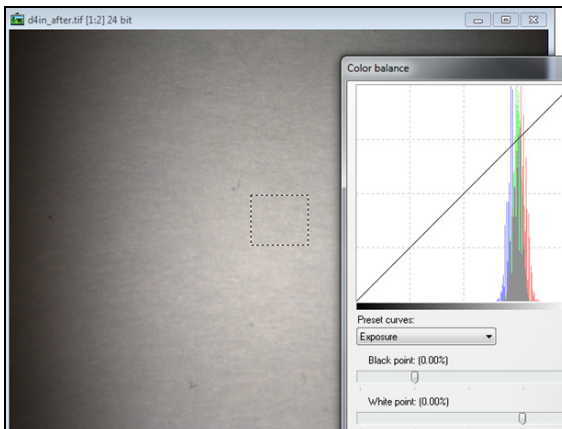 d4in_after.tif [1:2] 24 bit
Color balance
Preset curves:
Exposure
Black point: (0.00%)
White point: (0.00%)